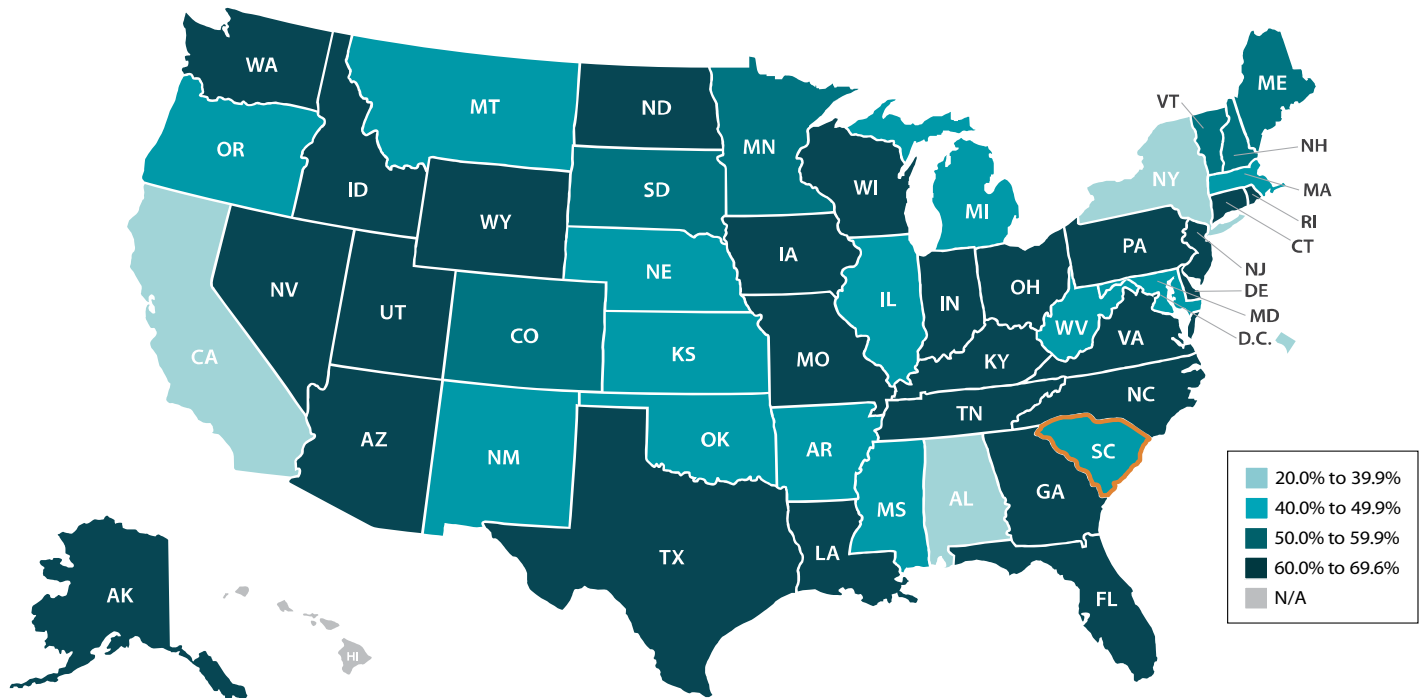 WA
MT
ND
MN
ME
VT
NH
OR
ID
SD
WI
NY
MA
WY
MI
RI
CT
IA
PA
NE
NJ
NV
UT
IL
IN
OH
DE
MD
CO
WV
D.C.
CA
KS
MO
KY
VA
NC
TN
AZ
OK
AR
SC
NM
20.0% to 39.9%
GA
AL
MS
40.0% to 49.9%
50.0% to 59.9%
TX
LA
60.0% to 69.6%
AK
FL
N/A
HI